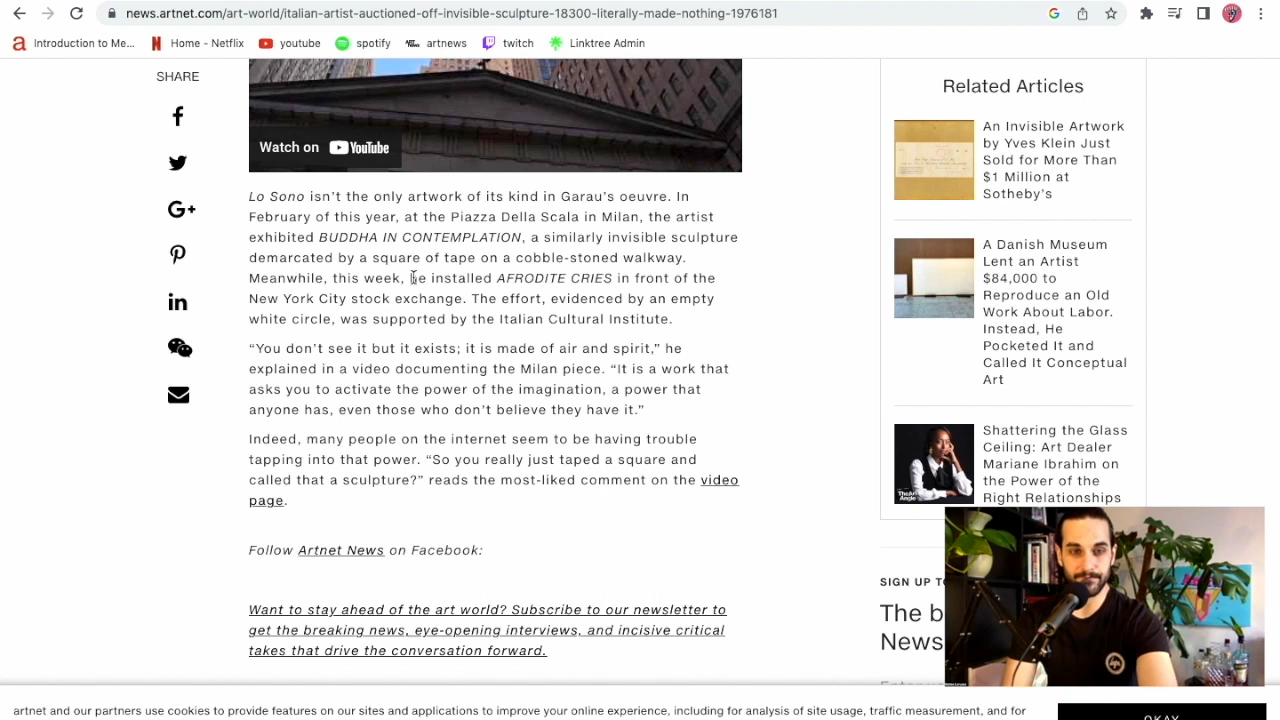 news.artnet.com/art-world/italian-artist-auctioned-off-invisible-sculpture-18300-literally-made-nothing-1976181
Introduction to Me...
Home - Netflix
youtube
spotify
artnews
twitch
Linktree Admin
SHARE
Watch on YouTube
Lo Sono isn't the only artwork of its kind in Garau's oeuvre. In
February of this year, at the Piazza Della Scala in Milan, the artist
exhibited BUDDHA IN CONTEMPLATION, a similarly invisible sculpture
demarcated by a square of tape on a cobble-stoned walkway.
Meanwhile, this week, he installed AFRODITE CRIES in front of the
New York City stock exchange. The effort, evidenced by an empty
white circle, was supported by the Italian Cultural Institute.
“You don't see it but it exists; it is made of air and spirit,” he
explained in a video documenting the Milan piece. “It is a work that
asks you to activate the power of the imagination, a power that
anyone has, even those who don't believe they have it.”
Indeed, many people on the internet seem to be having trouble
tapping into that power. “So you really just taped a square and
called that a sculpture?” reads the most-liked comment on the video
page.
Follow Artnet News on Facebook:
Want to stay ahead of the art world? Subscribe to our newsletter to
get the breaking news, eye-opening interviews, and incisive critical
takes that drive the conversation forward.
Related Articles
An Invisible Artwork
by Yves Klein Just
Sold for More Than
$1 Million at
Sotheby's
A Danish Museum
Lent an Artist
$84,000 to
Reproduce an Old
Work About Labor.
Instead, He
Pocketed It and
Called It Conceptual
Art
Shattering the Glass
Ceiling: Art Dealer
Mariane Ibrahim on
the Power of the
Right Relationships
SIGN UP TO
The b
News
artnet and our partners use cookies to provide features on our sites and applications to improve your online experience, including for analysis of site usage, traffic measurement, and for
OKAY